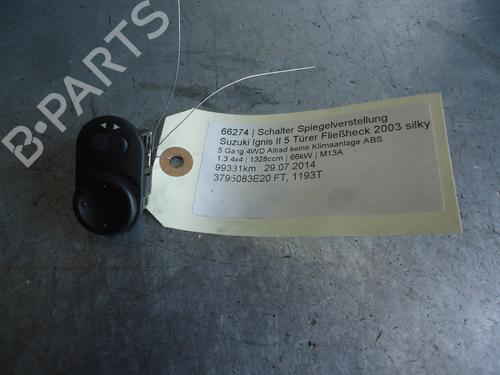 66274 | Schalter Spiegelverstellung
Suzuki Ignis II 5 Türer Fließheck 2003 silky
5 Gang 4WD Allrad keine Klimaanlage ABS
1.3 4x4 | 1328ccm | 66kW | M13A
99331km 29.07.2014
3795083E20 FT, 1193T
B-PARTS